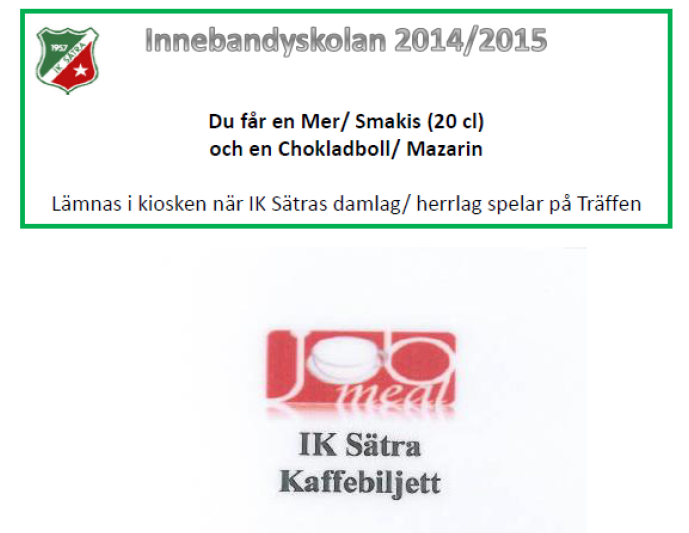 Innebandyskolan 2014/2015
1957
IK SÄTRA
Du får en Mer/ Smakis (20 cl)
och en Chokladboll/ Mazarin
Lämnas i kiosken när IK Sätras damlag/ herrlag spelar på Träffen
job
meal
IK Sätra
Kaffebiljett